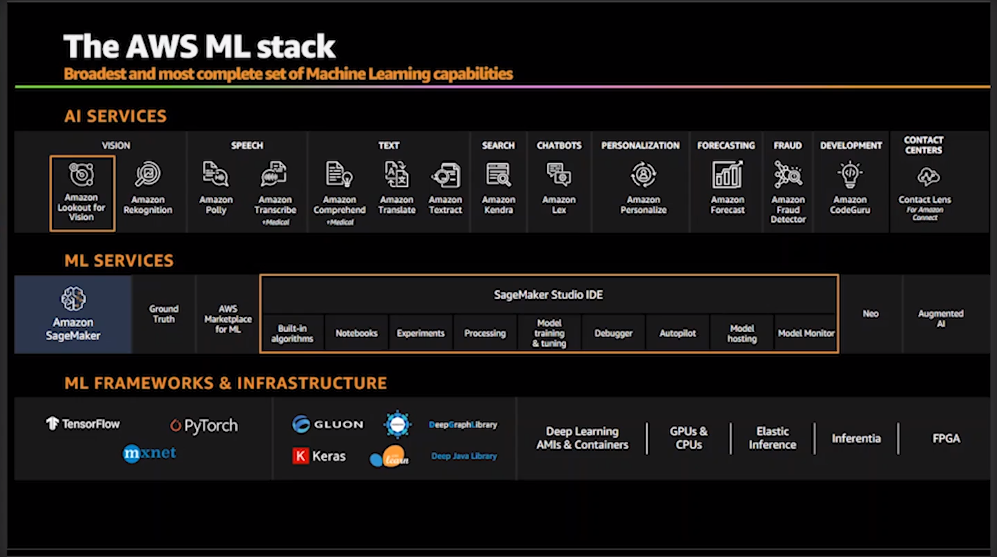 The AWS ML stack
Broadest and most complete set of Machine Learning capabilities
AI SERVICES
VISION
SPEECH
TEXT
SEARCH
CHATBOTS
PERSONALIZATION
FORECASTING
FRAUD
DEVELOPMENT
CONTACT
CENTERS
Amazon
Lookout for
Vision
Amazon
Rekognition
Amazon
Polly
Amazon
Transcribe
+Medical
Amazon
Comprehend
+Medical
Amazon
Translate
Amazon
Textract
Amazon
Kendra
Amazon
Lex
Amazon
Personalize
Amazon
Forecast
Amazon
Fraud
Detector
Amazon
CodeGuru
Contact Lens
For Amazon
Connect
ML SERVICES
Amazon
SageMaker
Ground
Truth
AWS
Marketplace
for ML
SageMaker Studio IDE
Built-in
algorithms
Notebooks
Experiments
Processing
Model
training
& tuning
Debugger
Autopilot
Model
hosting
Model Monitor
Neo
Augmented
AI
ML FRAMEWORKS & INFRASTRUCTURE
TensorFlow
PyTorch
mxnet
GLUON
DeepGraphLibrary
K Keras
learn
Deep Java Library
Deep Learning
AMIs & Containers
GPUs &
CPUs
Elastic
Inference
Inferentia
FPGA